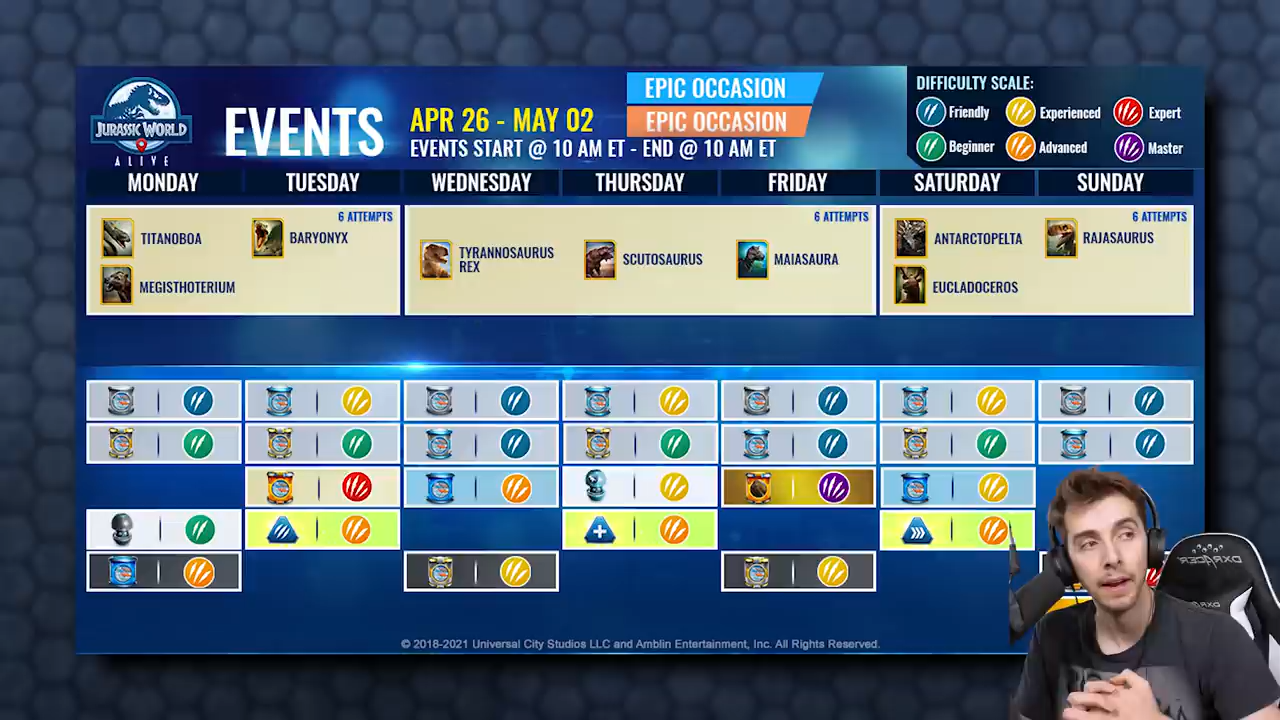 JURASSIC WORLD
ALIVE
EVENTS
APR 26 - MAY 02
EVENTS START @ 10 AM ET - END @ 10 AM ET
EPIC OCCASION
EPIC OCCASION
DIFFICULTY SCALE:
Friendly
Experienced
Expert
Beginner
Advanced
Master
MONDAY
TUESDAY
WEDNESDAY
THURSDAY
FRIDAY
SATURDAY
SUNDAY
6 ATTEMPTS
TITANOBOA
BARYONYX
MEGISTHOTERIUM
6 ATTEMPTS
TYRANNOSAURUS
REX
SCUTOSAURUS
MAIASAURA
6 ATTEMPTS
ANTARCTOPELTA
RAJASAURUS
EUCLADOCEROS
© 2018-2021 Universal City Studios LLC and Amblin Entertainment, Inc. All Rights Reserved.